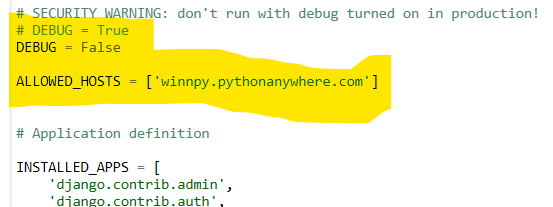 # SECURITY WARNING: don't run with debug turned on in production!
# DEBUG = True
DEBUG = False
ALLOWED_HOSTS = ['winnpy.pythonanywhere.com']
# Application definition
INSTALLED_APPS = [
'django.contrib.admin',
'django.contrib.auth',